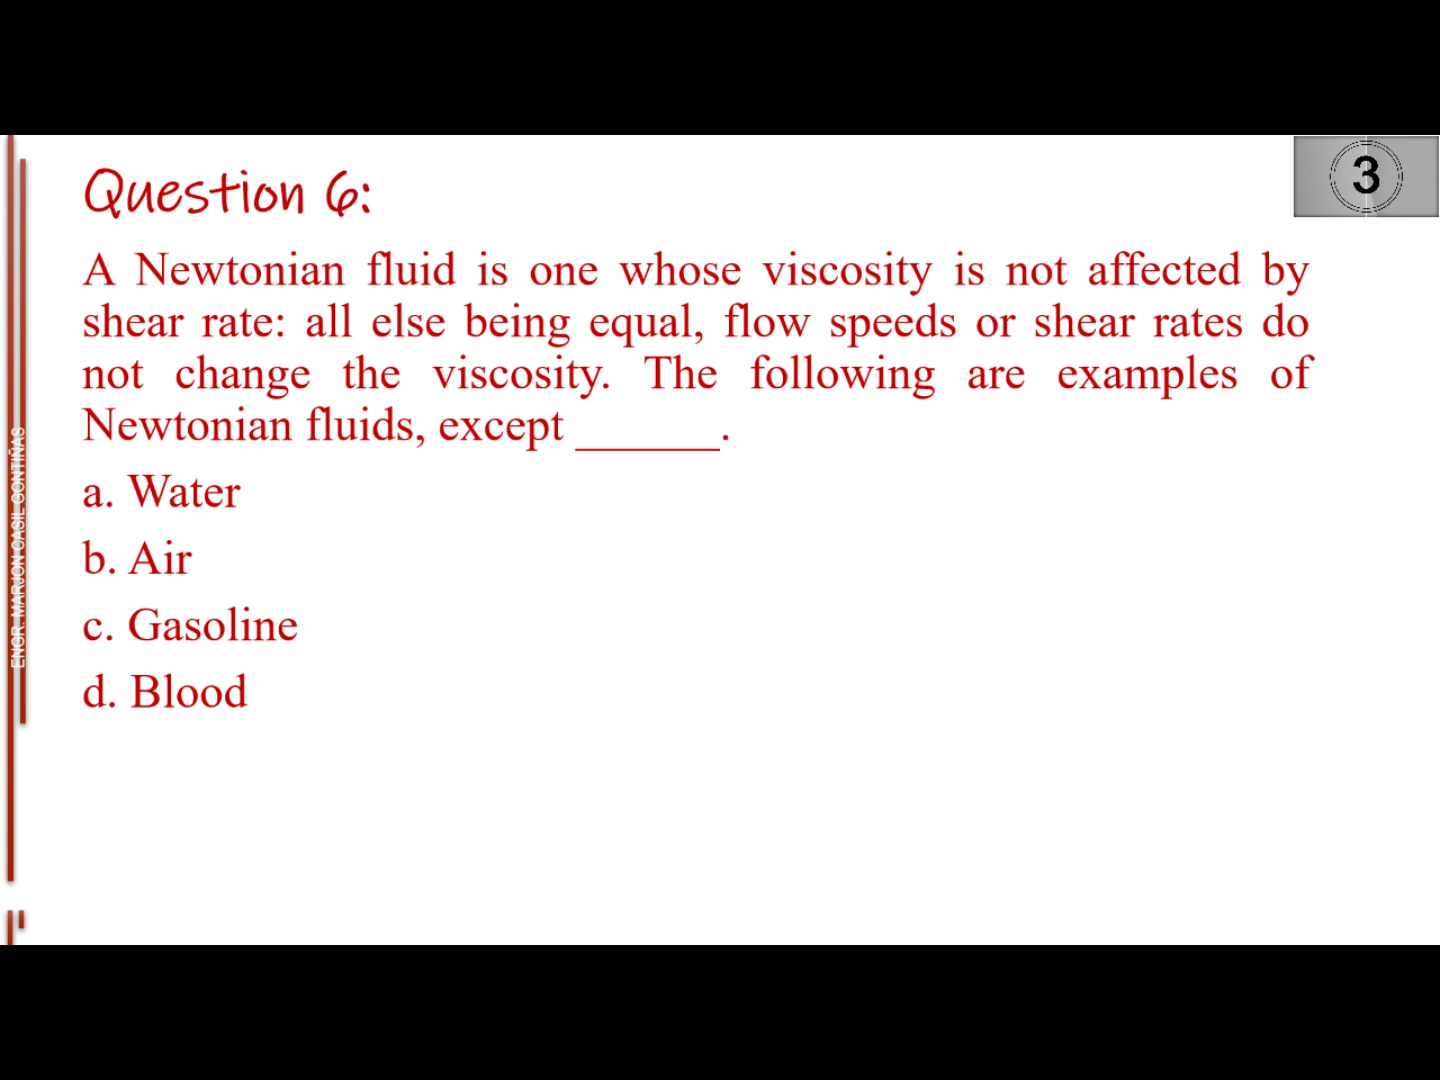 Question 6:
3
A Newtonian fluid is one whose viscosity is not affected by
shear rate: all else being equal, flow speeds or shear rates do
not change the viscosity. The following are examples of
Newtonian fluids, except ______.
a. Water
b. Air
c. Gasoline
d. Blood
ENGR. MARJON CASIL GONTIÑAS